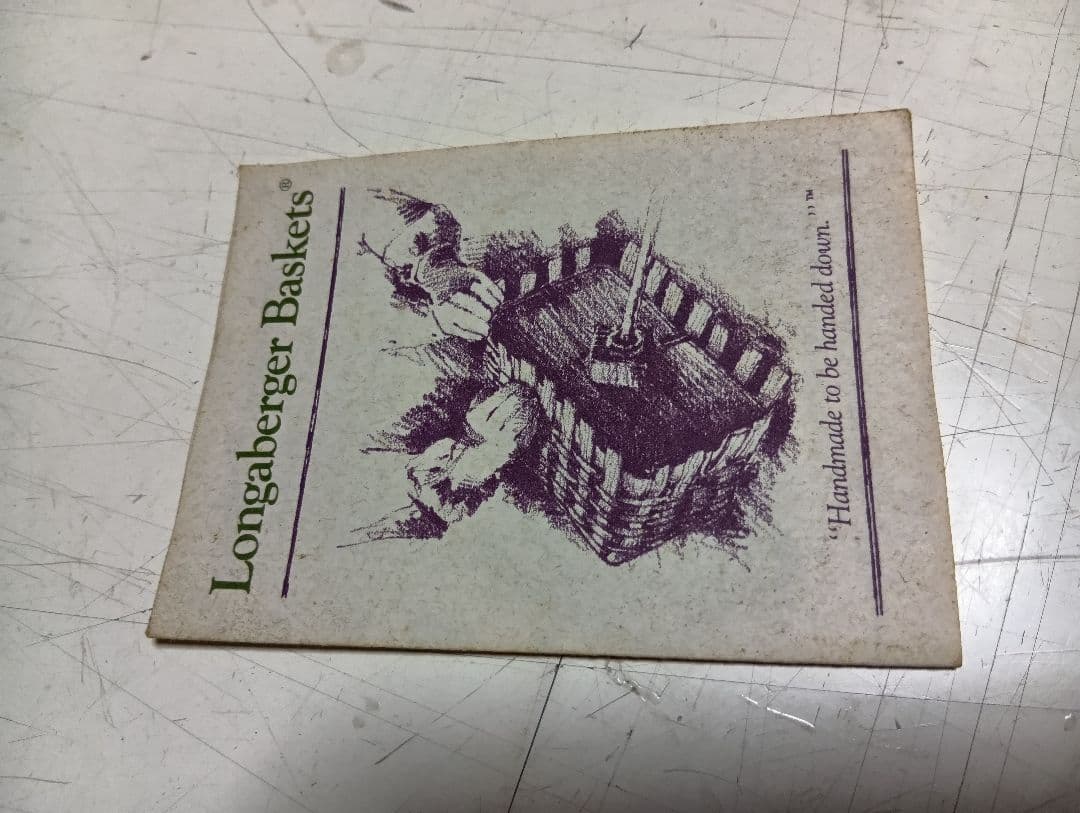 Longaberger Baskets®
“Handmade to be handed down.”™